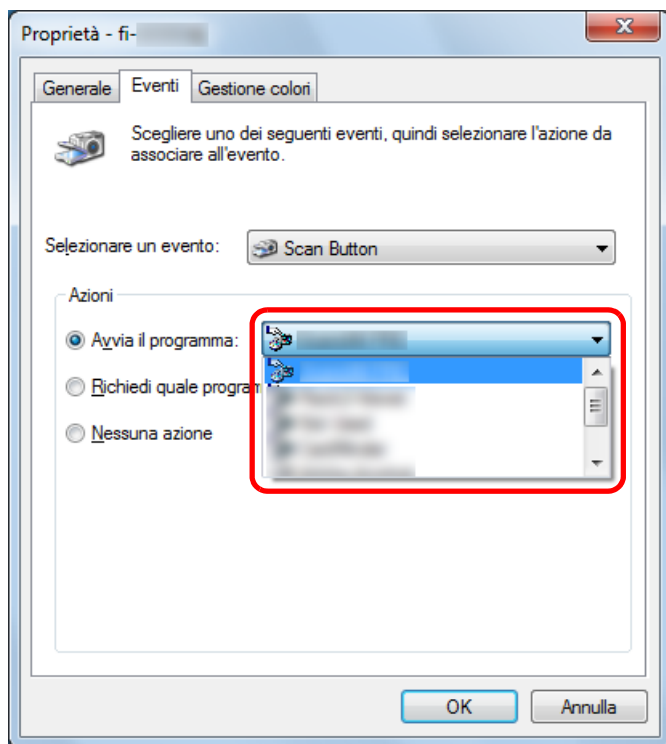 Proprietà - fi-
Generale Eventi Gestione colori
Scegliere uno dei seguenti eventi, quindi selezionare l'azione da
associare all'evento.
Selezionare un evento: Scan Button
Azioni
Avvia il programma:
Richiedi quale program
Nessuna azione
OK Annulla